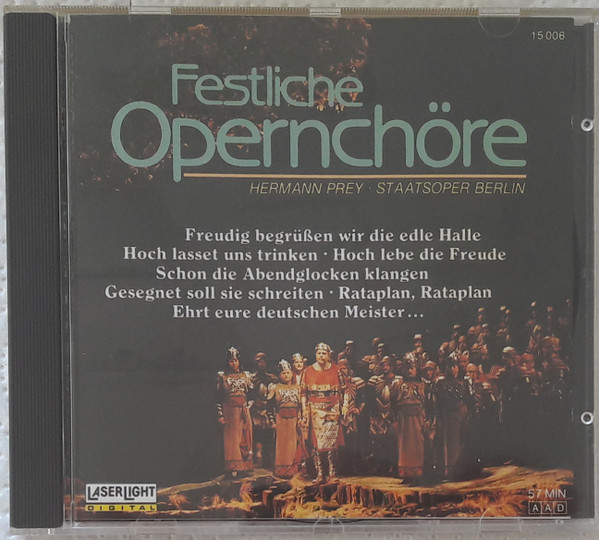 15 006
Festliche
Opernchöre
HERMANN PREY · STAATSOPER BERLIN
Freudig begrüßen wir die edle Halle
Hoch lasset uns trinken · Hoch lebe die Freude
Schon die Abendglocken klangen
Gesegnet soll sie schreiten · Rataplan, Rataplan
Ehrt eure deutschen Meister...
LASERLIGHT
DIGITAL
57 MIN
AAD